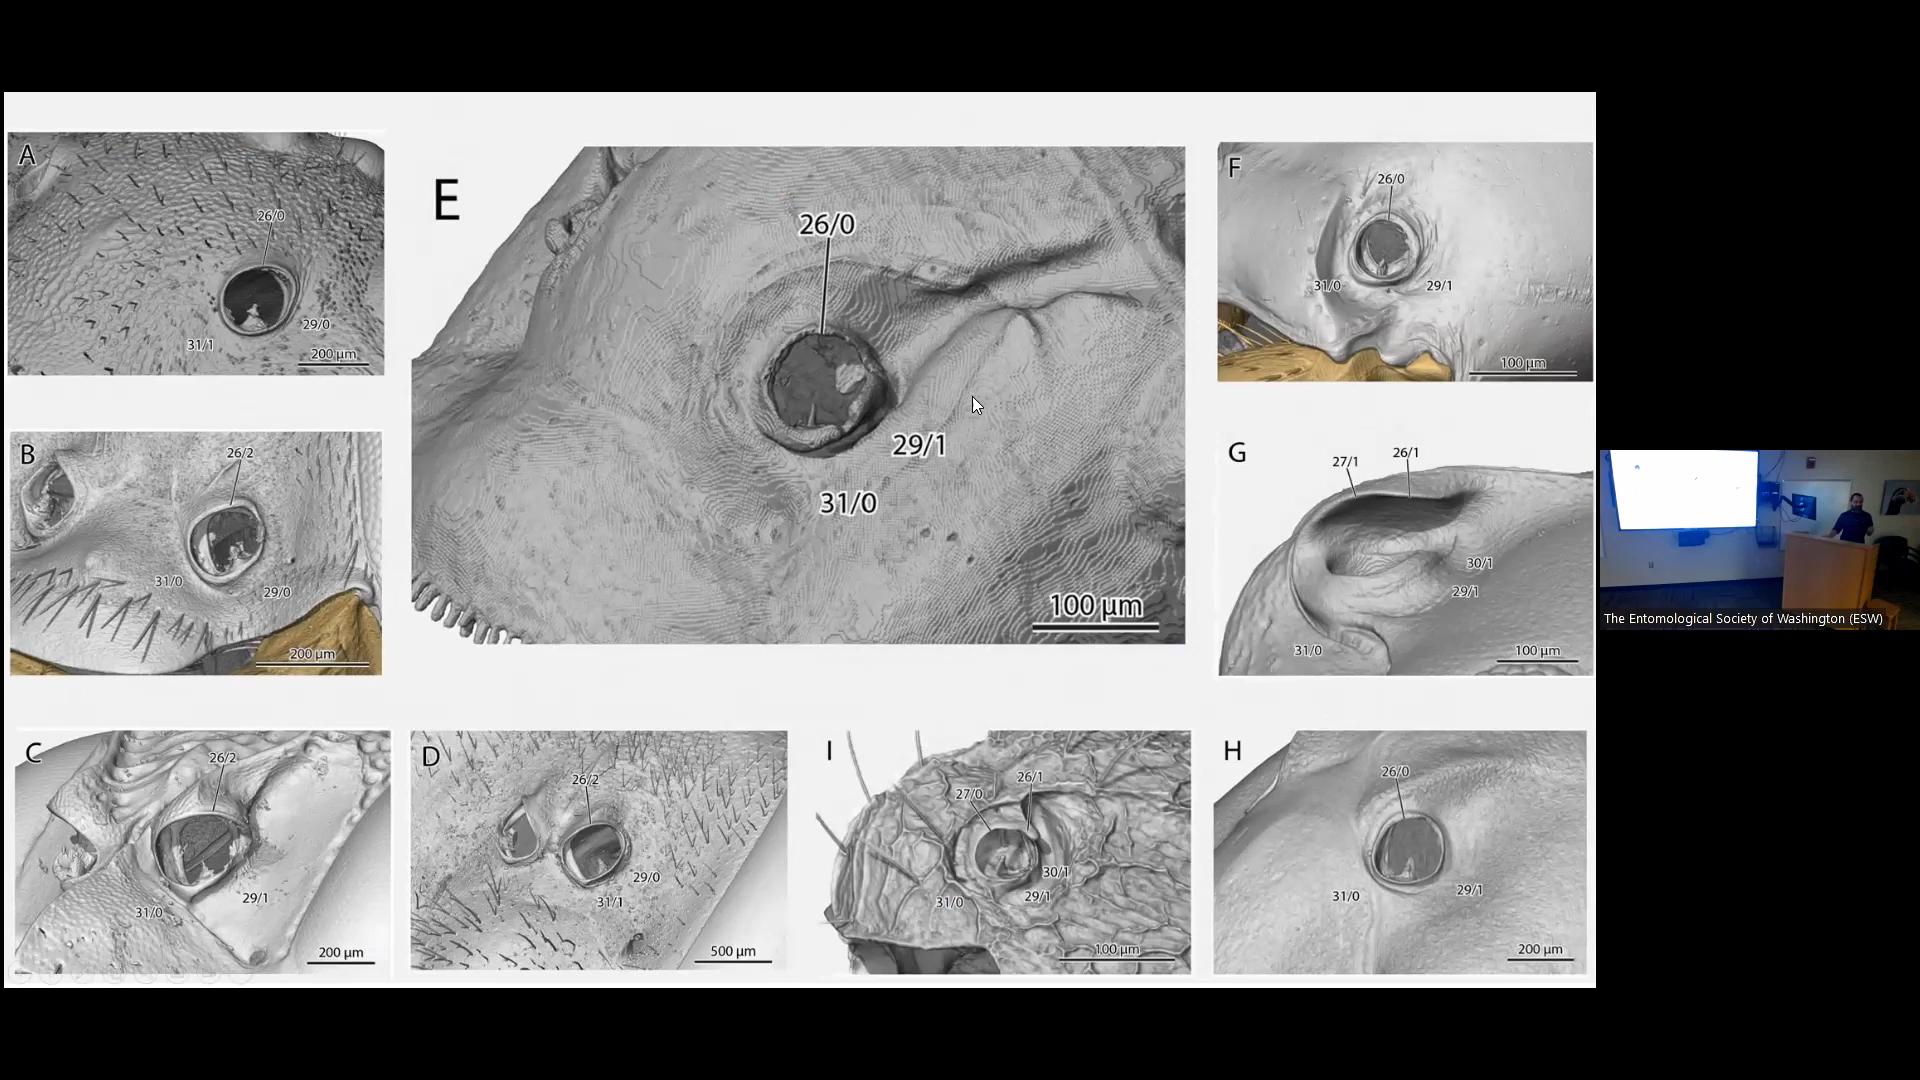 A
26/0
29/0
31/1
200 µm
B
26/2
31/0
29/0
200 µm
C
26/2
31/0
29/1
200 µm
D
26/2
29/0
31/1
500 µm
E
26/0
29/1
31/0
100 µm
F
26/0
31/0
29/1
100 µm
G
27/1
26/1
30/1
29/1
31/0
100 µm
I
26/1
27/0
30/1
29/1
31/0
100 µm
H
26/0
29/1
31/0
200 µm
The Entomological Society of Washington (ESW)